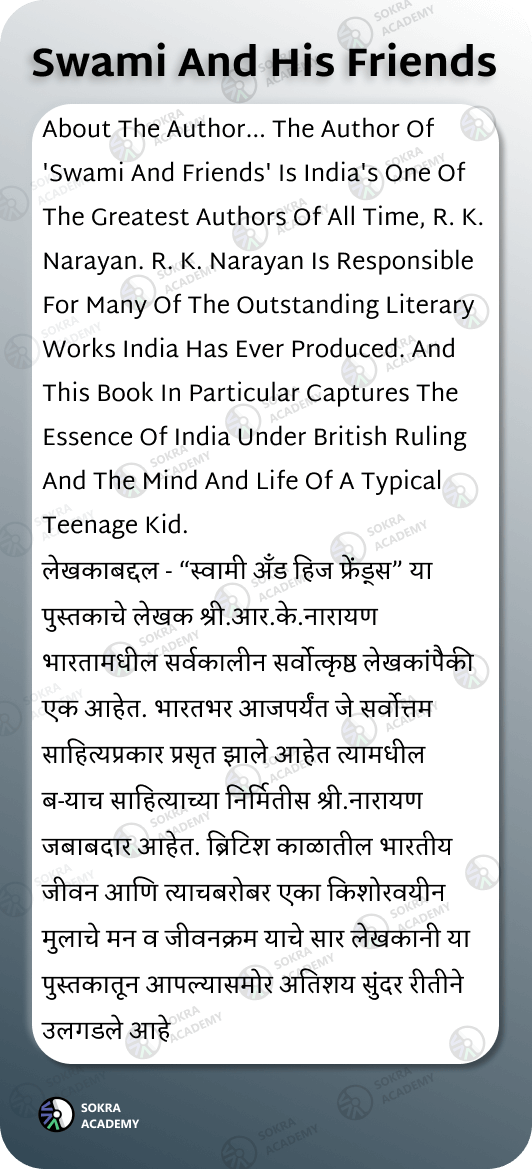 Swami And His Friends
About The Author... The Author Of
'Swami And Friends' Is India's One Of
The Greatest Authors Of All Time, R. K.
Narayan. R. K. Narayan Is Responsible
For Many Of The Outstanding Literary
Works India Has Ever Produced. And
This Book In Particular Captures The
Essence Of India Under British Ruling
And The Mind And Life Of A Typical
Teenage Kid.
लेखकाबद्दल - “स्वामी अँड हिज फ्रेंड्स” या
पुस्तकाचे लेखक श्री.आर.के.नारायण
भारतामधील सर्वकालीन सर्वोत्कृष्ठ लेखकांपैकी
एक आहेत. भारतभर आजपर्यंत जे सर्वोत्तम
साहित्यप्रकार प्रसृत झाले आहेत त्यामधील
ब-याच साहित्याच्या निर्मितीस श्री.नारायण
जबाबदार आहेत. ब्रिटिश काळातील भारतीय
जीवन आणि त्याचबरोबर एका किशोरवयीन
मुलाचे मन व जीवनक्रम याचे सार लेखकानी या
पुस्तकातून आपल्यासमोर अतिशय सुंदर रीतीने
उलगडले आहे
SOKRA
ACADEMY